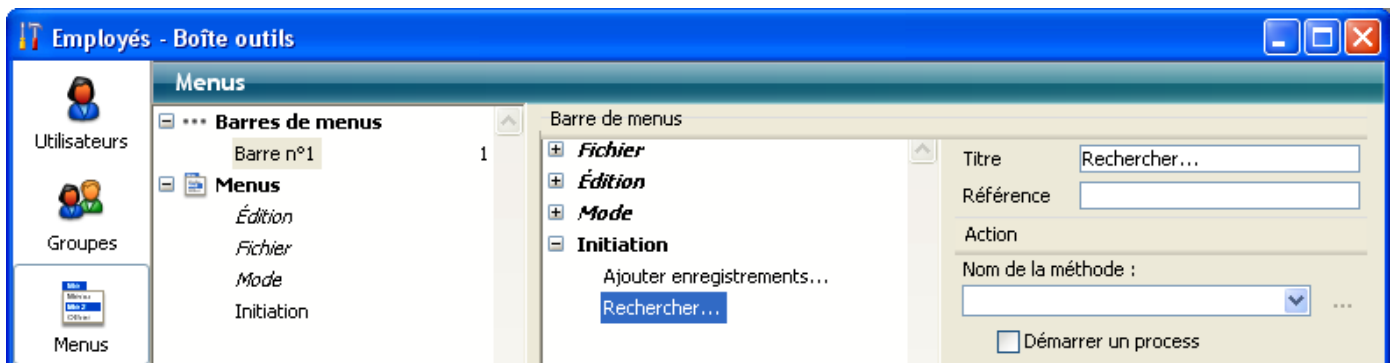 Employés - Boîte outils
Menus
Utilisateurs
Groupes
Menus
Barres de menus
Barre n°1 1
Menus
Édition
Fichier
Mode
Initiation
Barre de menus
Fichier
Édition
Mode
Initiation
Ajouter enregistrements...
Rechercher...
Titre Rechercher...
Référence
Action
Nom de la méthode :
...
Démarrer un process